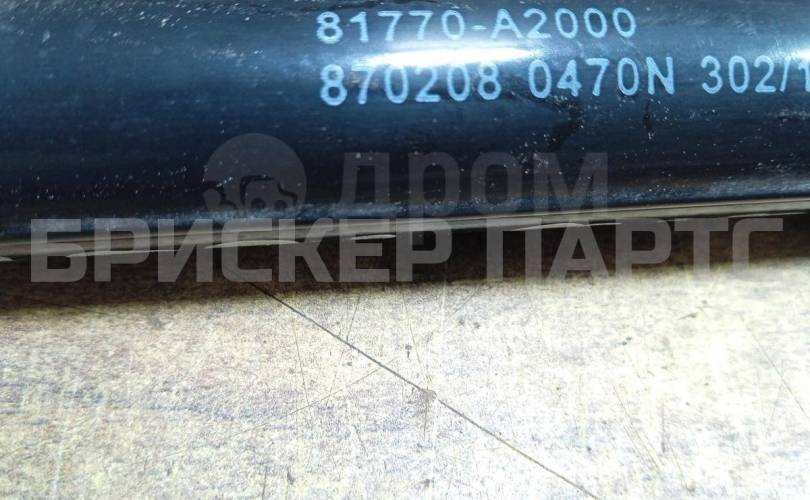 81770-A2000
870208 0470N 302/1
ДРОМ
БРИСКЕР ПАРТС